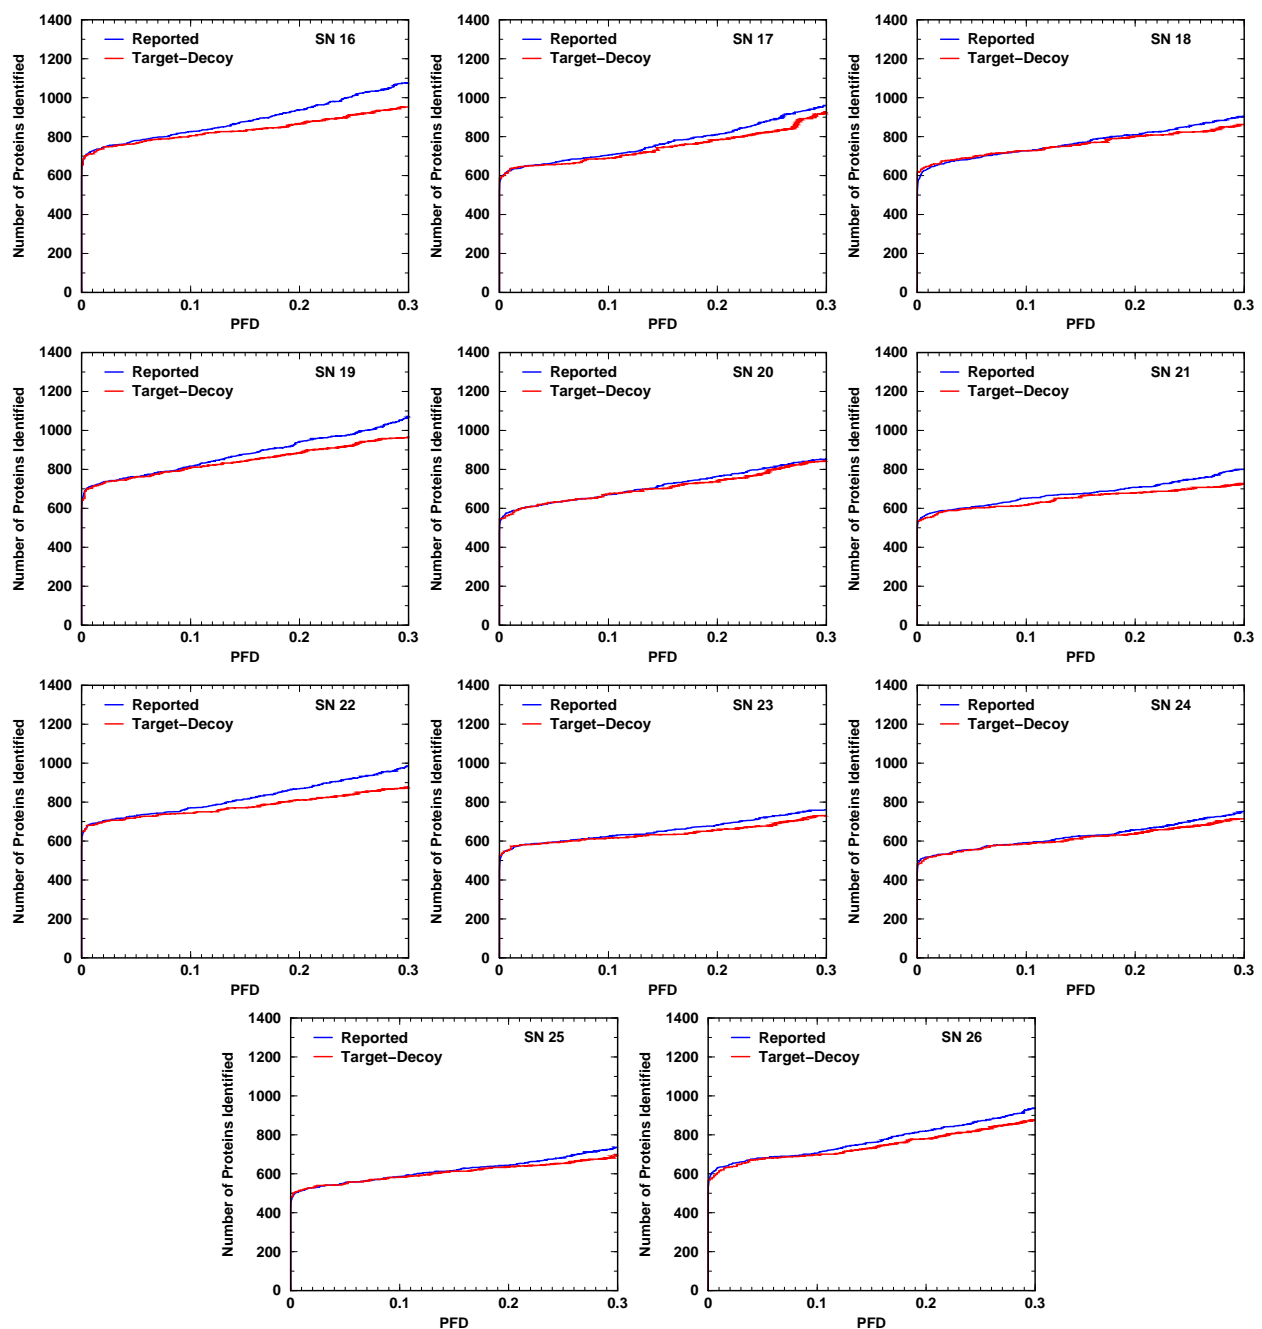 1400
1200
1000
800
600
400
200
0
0 0.1 0.2 0.3
Number of Proteins Identified
PFD
Reported SN 16
Target−Decoy
1400
1200
1000
800
600
400
200
0
0 0.1 0.2 0.3
Number of Proteins Identified
PFD
Reported SN 17
Target−Decoy
1400
1200
1000
800
600
400
200
0
0 0.1 0.2 0.3
Number of Proteins Identified
PFD
Reported SN 18
Target−Decoy
1400
1200
1000
800
600
400
200
0
0 0.1 0.2 0.3
Number of Proteins Identified
PFD
Reported SN 19
Target−Decoy
1400
1200
1000
800
600
400
200
0
0 0.1 0.2 0.3
Number of Proteins Identified
PFD
Reported SN 20
Target−Decoy
1400
1200
1000
800
600
400
200
0
0 0.1 0.2 0.3
Number of Proteins Identified
PFD
Reported SN 21
Target−Decoy
1400
1200
1000
800
600
400
200
0
0 0.1 0.2 0.3
Number of Proteins Identified
PFD
Reported SN 22
Target−Decoy
1400
1200
1000
800
600
400
200
0
0 0.1 0.2 0.3
Number of Proteins Identified
PFD
Reported SN 23
Target−Decoy
1400
1200
1000
800
600
400
200
0
0 0.1 0.2 0.3
Number of Proteins Identified
PFD
Reported SN 24
Target−Decoy
1400
1200
1000
800
600
400
200
0
0 0.1 0.2 0.3
Number of Proteins Identified
PFD
Reported SN 25
Target−Decoy
1400
1200
1000
800
600
400
200
0
0 0.1 0.2 0.3
Number of Proteins Identified
PFD
Reported SN 26
Target−Decoy